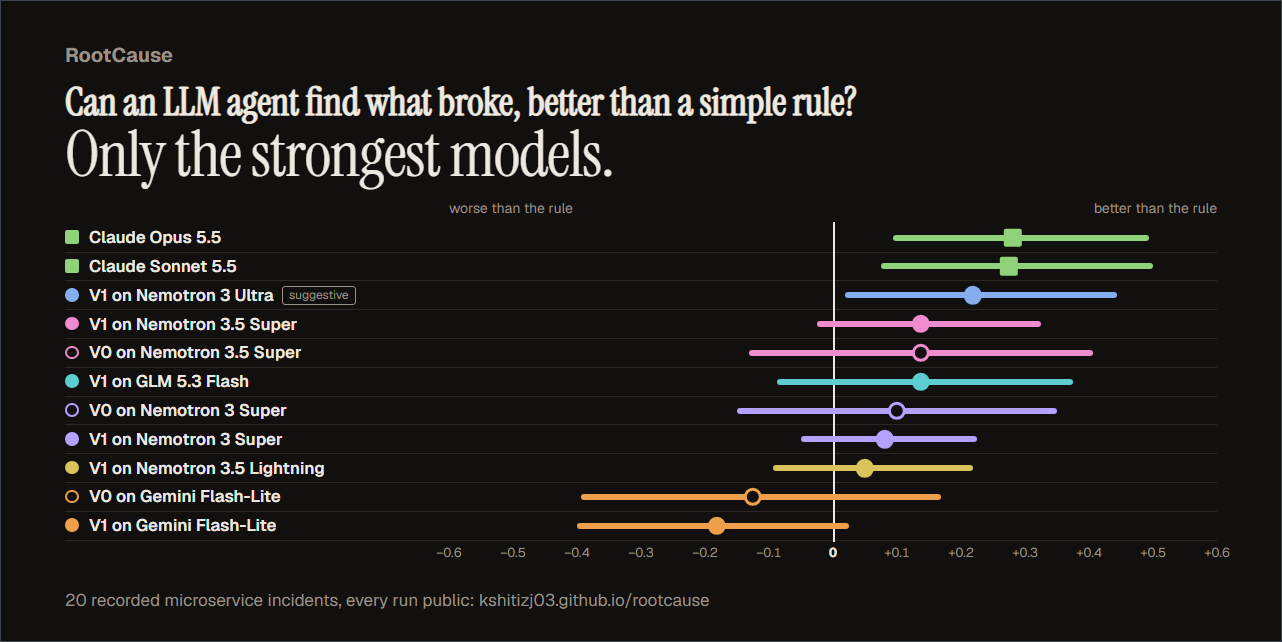 RootCause
Can an LLM agent find what broke, better than a simple rule?
Only the strongest models.
worse than the rule better than the rule
Claude Opus 5.5
Claude Sonnet 5.5
V1 on Nemotron 3 Ultra suggestive
V1 on Nemotron 3.5 Super
V0 on Nemotron 3.5 Super
V1 on GLM 5.3 Flash
V0 on Nemotron 3 Super
V1 on Nemotron 3 Super
V1 on Nemotron 3.5 Lightning
V0 on Gemini Flash-Lite
V1 on Gemini Flash-Lite
−0.6 −0.5 −0.4 −0.3 −0.2 −0.1 0 +0.1 +0.2 +0.3 +0.4 +0.5 +0.6
20 recorded microservice incidents, every run public: kshitizj03.github.io/rootcause